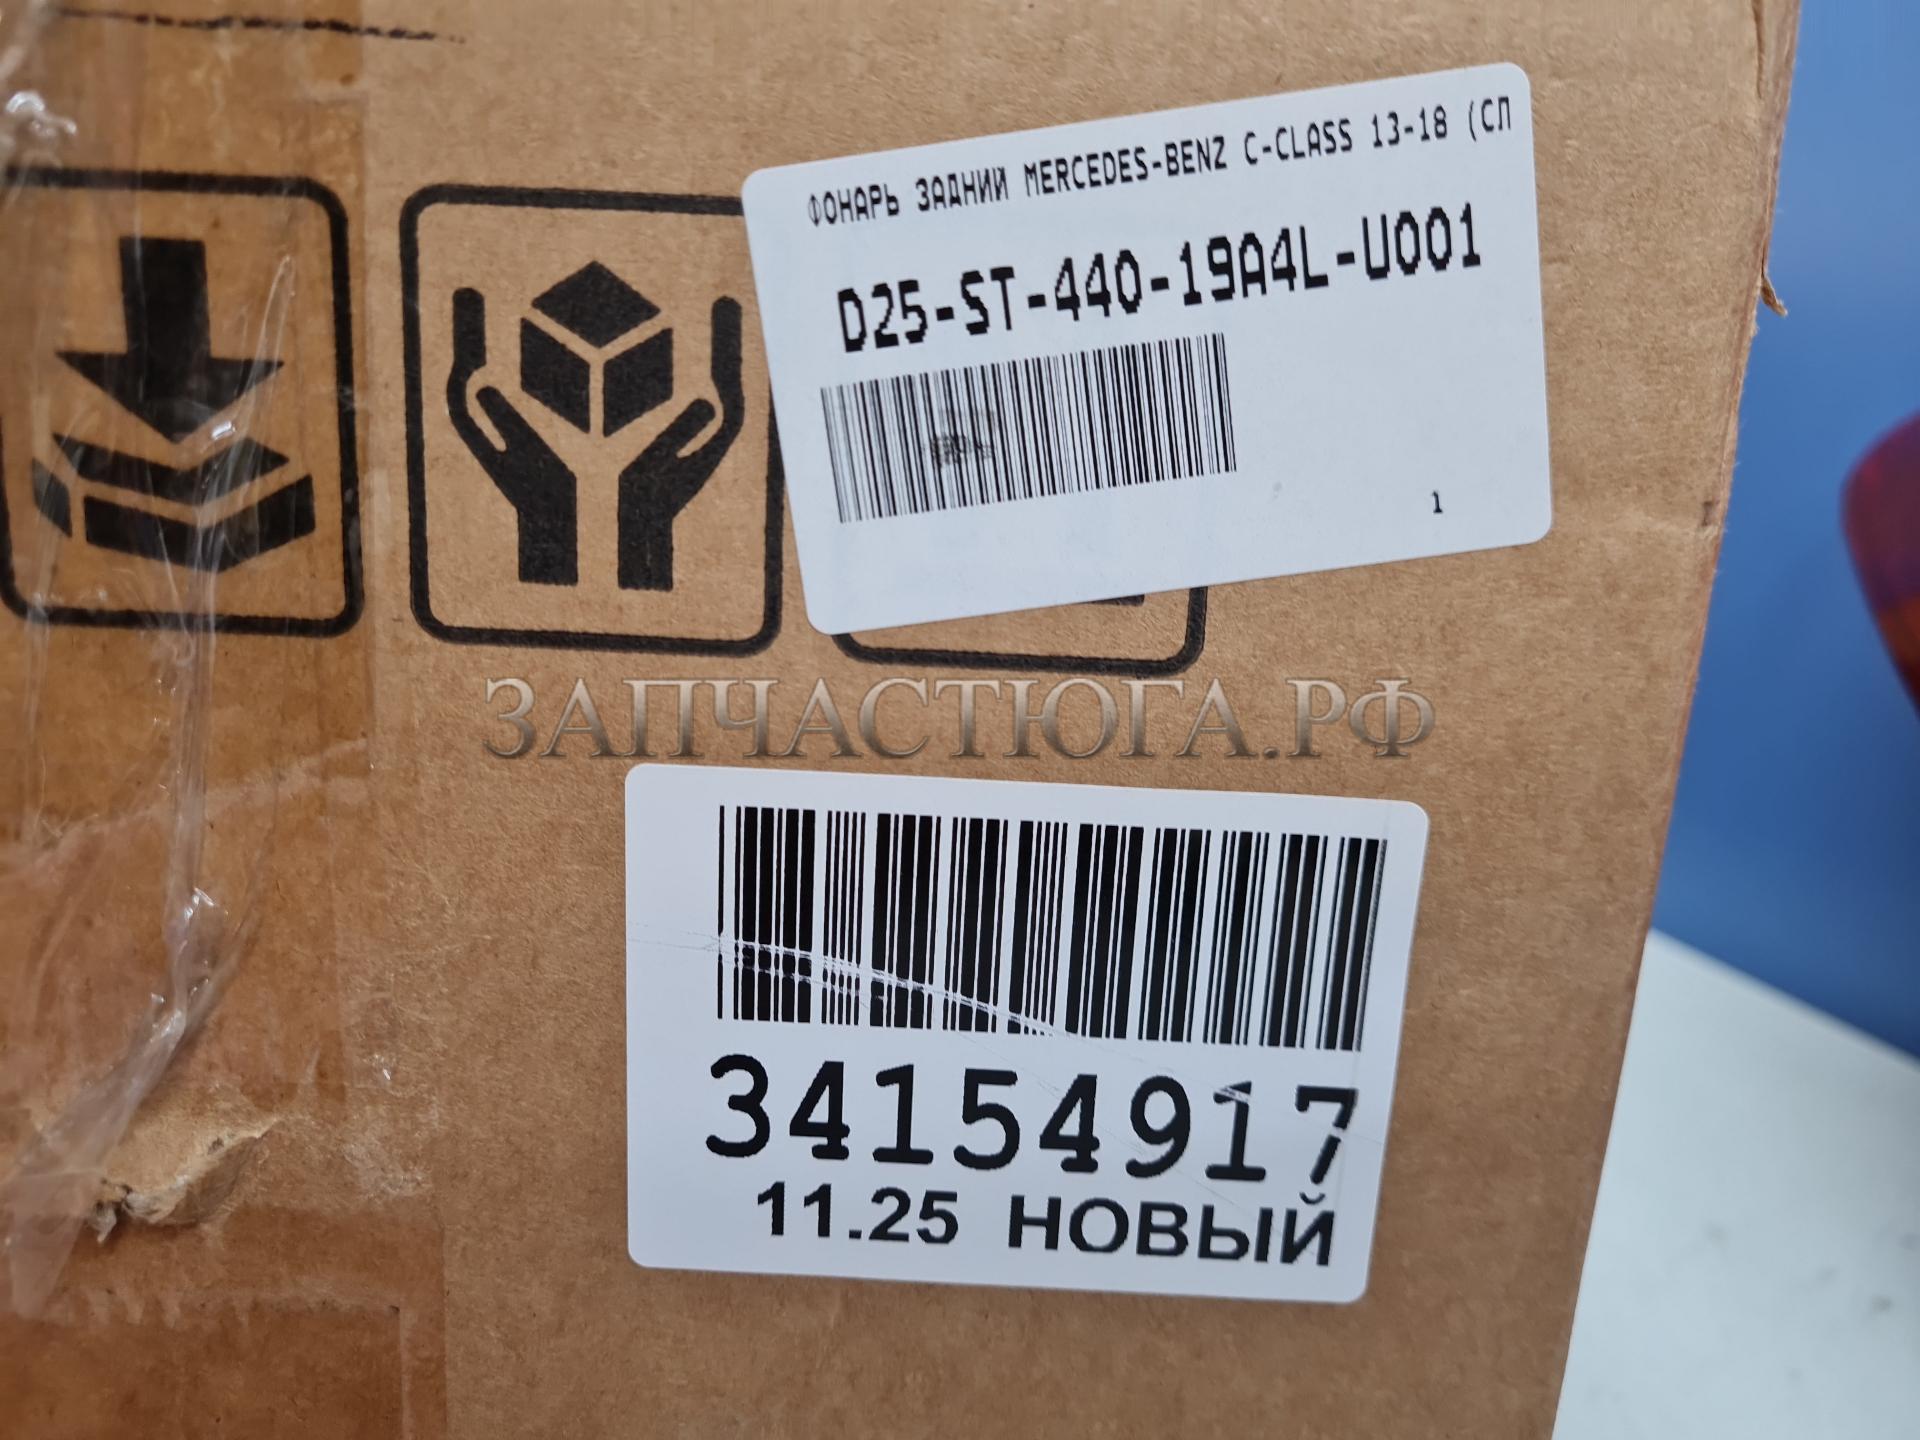 ФОНАРЬ ЗАДНИЙ MERCEDES-BENZ C-CLASS 13-18 (СЛ
D25-ST-440-19A4L-U001
1
ЗАПЧАСТЮГА.РФ
34154917
11.25 НОВЫЙ